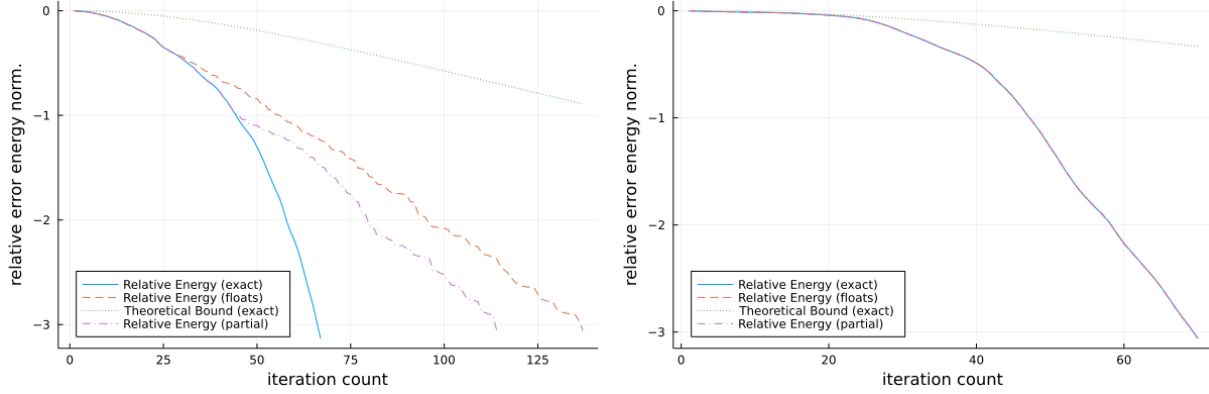 0
−1
−2
−3
relative error energy norm.
Relative Energy (exact)
Relative Energy (floats)
Theoretical Bound (exact)
Relative Energy (partial)
0
25
50
75
100
125
iteration count
0
−1
−2
−3
relative error energy norm.
Relative Energy (exact)
Relative Energy (floats)
Theoretical Bound (exact)
Relative Energy (partial)
0
20
40
60
iteration count